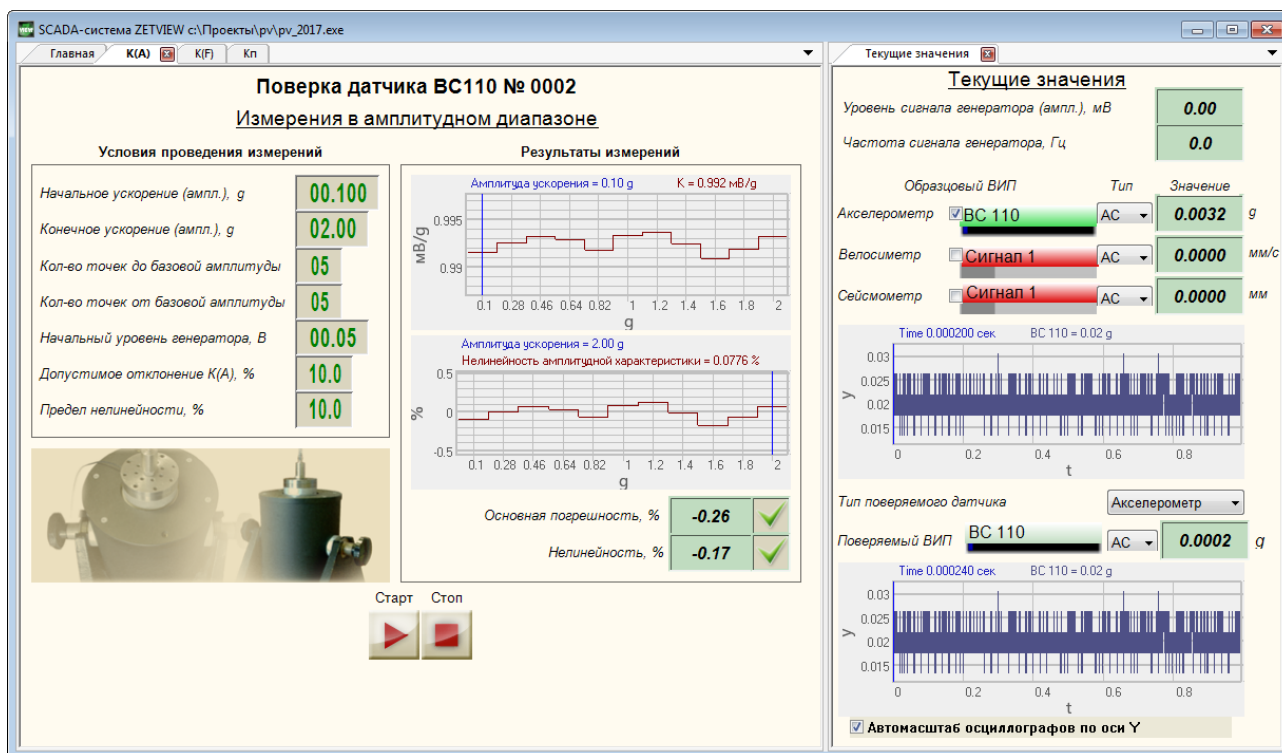 SCADA-система ZETVIEW c:\Проекты\pv\pv_2017.exe
Главная K(A) K(F) Кп
Поверка датчика BC110 № 0002
Измерения в амплитудном диапазоне
Условия проведения измерений
Начальное ускорение (ампл.), g 00.100
Конечное ускорение (ампл.), g 02.00
Кол-во точек до базовой амплитуды 05
Кол-во точек от базовой амплитуды 05
Начальный уровень генератора, В 00.05
Допустимое отклонение K(A), % 10.0
Предел нелинейности, % 10.0
Результаты измерений
Амплитуда ускорения = 0.10 g K = 0.992 мВ/g
0.995
0.99
мВ/g
0.1 0.28 0.46 0.64 0.82 1 1.2 1.4 1.6 1.8 2
g
Амплитуда ускорения = 2.00 g
Нелинейность амплитудной характеристики = 0.0776 %
0.5
0
-0.5
%
0.1 0.28 0.46 0.64 0.82 1 1.2 1.4 1.6 1.8 2
g
Основная погрешность, % -0.26
Нелинейность, % -0.17
Старт Стоп
Текущие значения
Текущие значения
Уровень сигнала генератора (ампл.), мВ 0.00
Частота сигнала генератора, Гц 0.0
Образцовый ВИП Тип Значение
Акселерометр BC 110 AC 0.0032 g
Велосиметр Сигнал 1 AC 0.0000 мм/с
Сейсмометр Сигнал 1 AC 0.0000 мм
Time 0.000200 сек BC 110 = 0.02 g
0.03
0.025
0.02
0.015
y
0 0.2 0.4 0.6 0.8
t
Тип поверяемого датчика Акселерометр
Поверяемый ВИП BC 110 AC 0.0002 g
Time 0.000240 сек BC 110 = 0.02 g
0.03
0.025
0.02
0.015
y
0 0.2 0.4 0.6 0.8
t
Автомасштаб осциллографов по оси Y